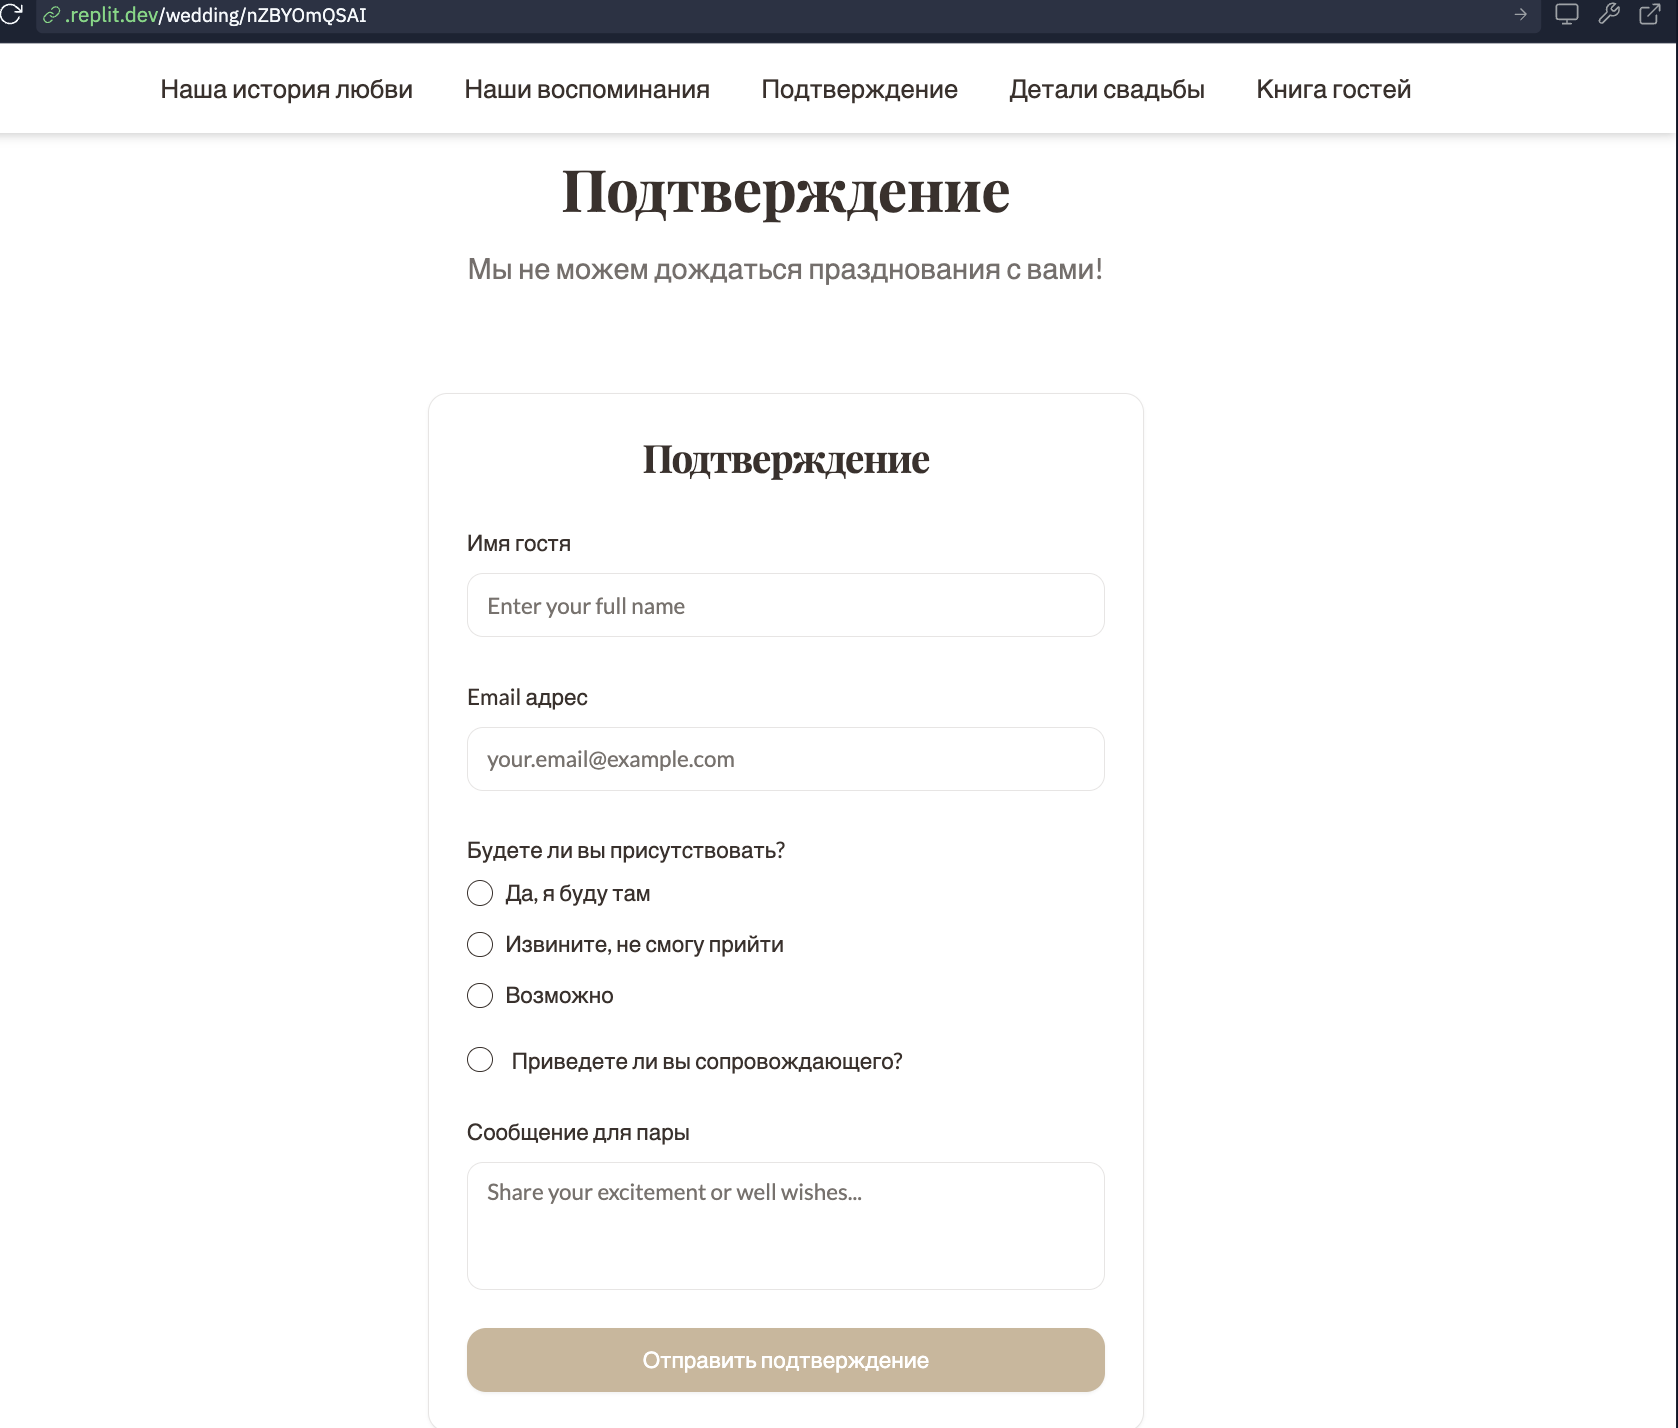 .replit.dev/wedding/nZBYOmQSAI
Наша история любви Наши воспоминания Подтверждение Детали свадьбы Книга гостей
Подтверждение
Мы не можем дождаться празднования с вами!
Подтверждение
Имя гостя
Enter your full name
Email адрес
your.email@example.com
Будете ли вы присутствовать?
Да, я буду там
Извините, не смогу прийти
Возможно
Приведете ли вы сопровождающего?
Сообщение для пары
Share your excitement or well wishes...
Отправить подтверждение